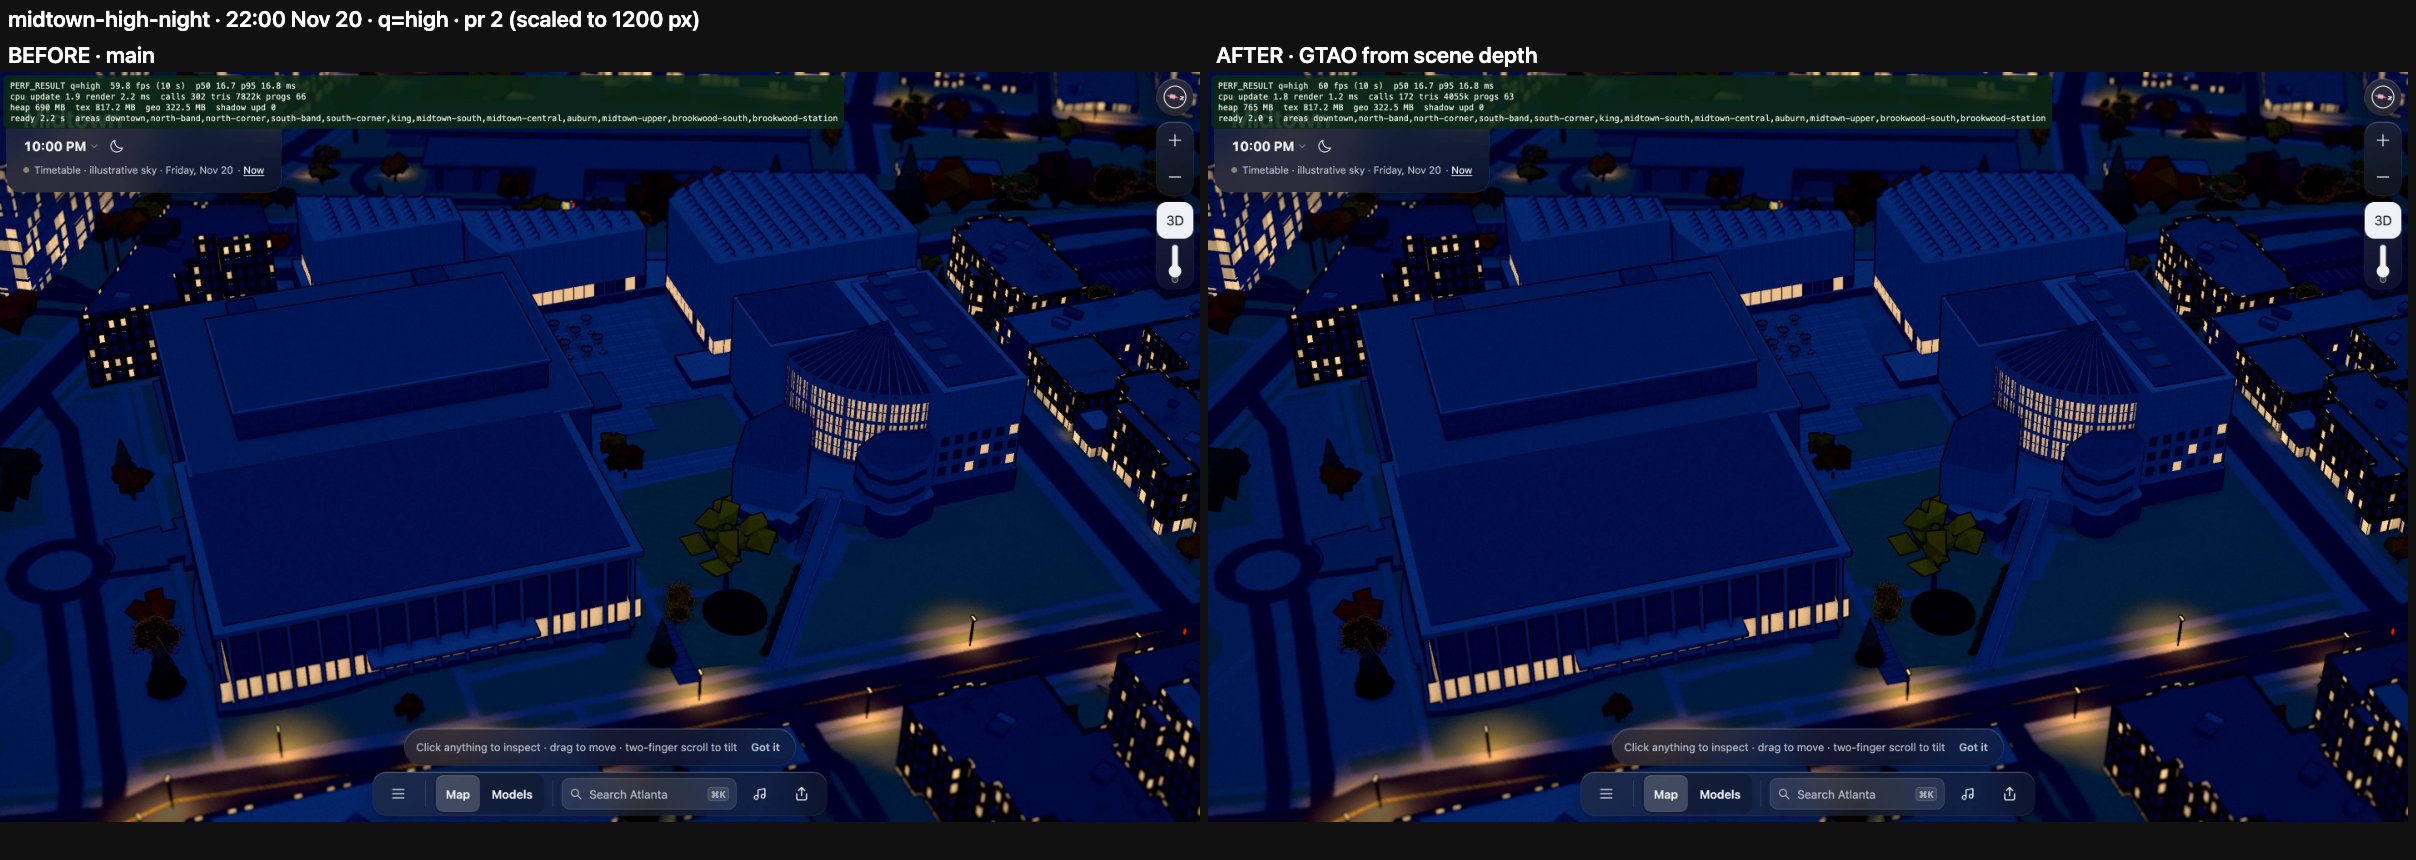 midtown-high-night · 22:00 Nov 20 · q=high · pr 2 (scaled to 1200 px)
BEFORE · main
PERF_RESULT q=high 59.8 fps (10 s) p50 16.7 p95 16.8 ms
cpu update 1.9 render 2.2 ms calls 302 tris 7822k progs 66
heap 690 MB tex 817.2 MB geo 322.5 MB shadow upd 0
ready 2.2 s areas downtown,north-band,north-corner,south-band,south-corner,king,midtown-south,midtown-central,auburn,midtown-upper,brookwood-south,brookwood-station
Midtown
10:00 PM
Timetable · illustrative sky · Friday, Nov 20 · Now
+
−
3D
Click anything to inspect · drag to move · two-finger scroll to tilt Got it
Map Models Search Atlanta ⌘K
AFTER · GTAO from scene depth
PERF_RESULT q=high 60 fps (10 s) p50 16.7 p95 16.8 ms
cpu update 1.8 render 1.2 ms calls 172 tris 4055k progs 63
heap 765 MB tex 817.2 MB geo 322.5 MB shadow upd 0
ready 2.0 s areas downtown,north-band,north-corner,south-band,south-corner,king,midtown-south,midtown-central,auburn,midtown-upper,brookwood-south,brookwood-station
Midtown
10:00 PM
Timetable · illustrative sky · Friday, Nov 20 · Now
+
−
3D
Click anything to inspect · drag to move · two-finger scroll to tilt Got it
Map Models Search Atlanta ⌘K